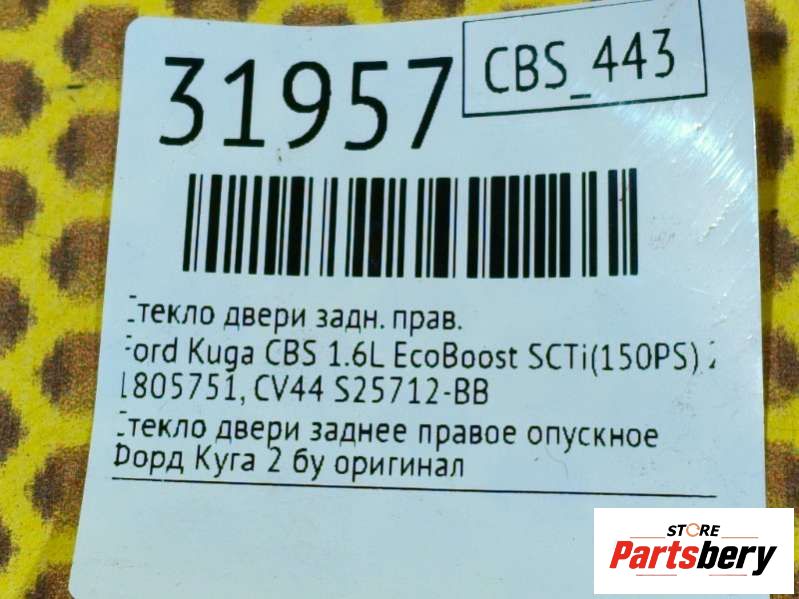 31957
CBS_443
Стекло двери задн. прав.
Ford Kuga CBS 1.6L EcoBoost SCTi(150PS) 2
1805751, CV44 S25712-BB
Стекло двери заднее правое опускное
Форд Куга 2 бу оригинал
STORE
Partsbery